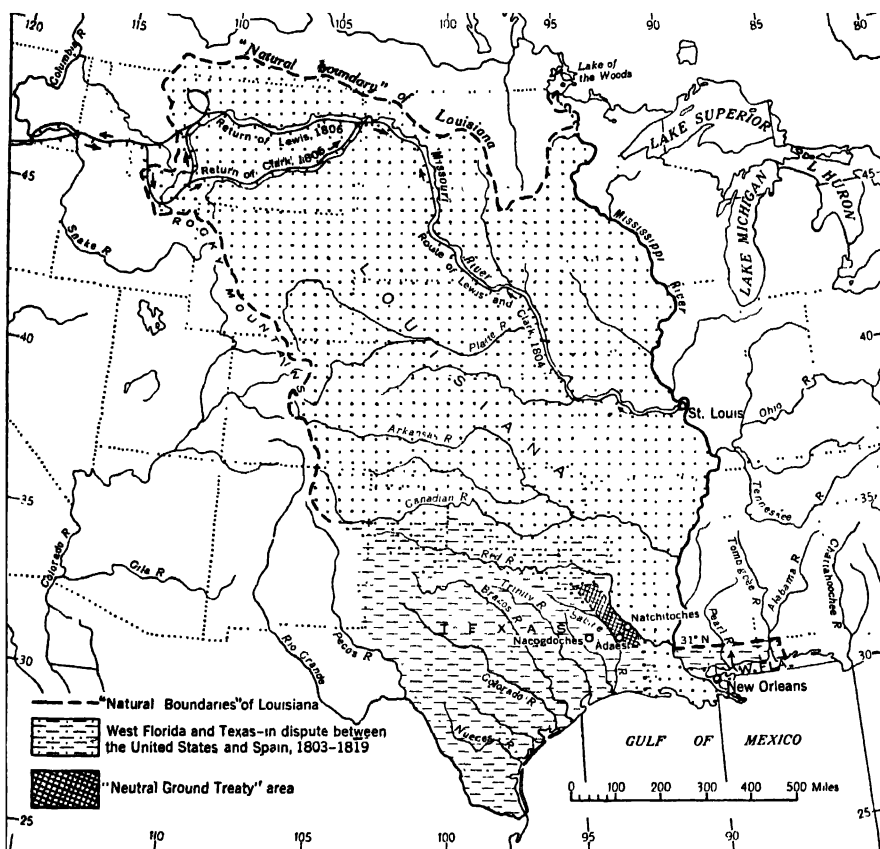 120 115 110 105 100 95 90 85 80
Columbia R
"Natural boundary" of Louisiana
Lake of
the Woods
LAKE SUPERIOR
Return of Lewis, 1806
Return of Clark, 1806
45
45
Missouri
River
LAKE MICHIGAN
L HURON
Mississippi
River
Snake R
ROCKY MOUNTAINS
Route of Lewis and Clark, 1804
LOUISIANA
Platte R
40
40
St. Louis
Ohio R
Arkansas R
35
35
Canadian R
Tennessee R
Colorado R
Gila R
Red R
Trinity R
Brazos R
Sabine R
Tombigbee R
Alabama R
Chattahoochee R
Pearl R
Natchitoches
TEXAS
Nacogdoches
Adaes
31° N
30
30
W. FLA.
New Orleans
Rio Grande
Pecos R
Colorado R
Nueces R
"Natural Boundaries" of Louisiana
West Florida and Texas-in dispute between
the United States and Spain, 1803-1819
"Neutral Ground Treaty" area
GULF OF MEXICO
0 100 200 300 400 500 Miles
25
25
110 105 100 95 90